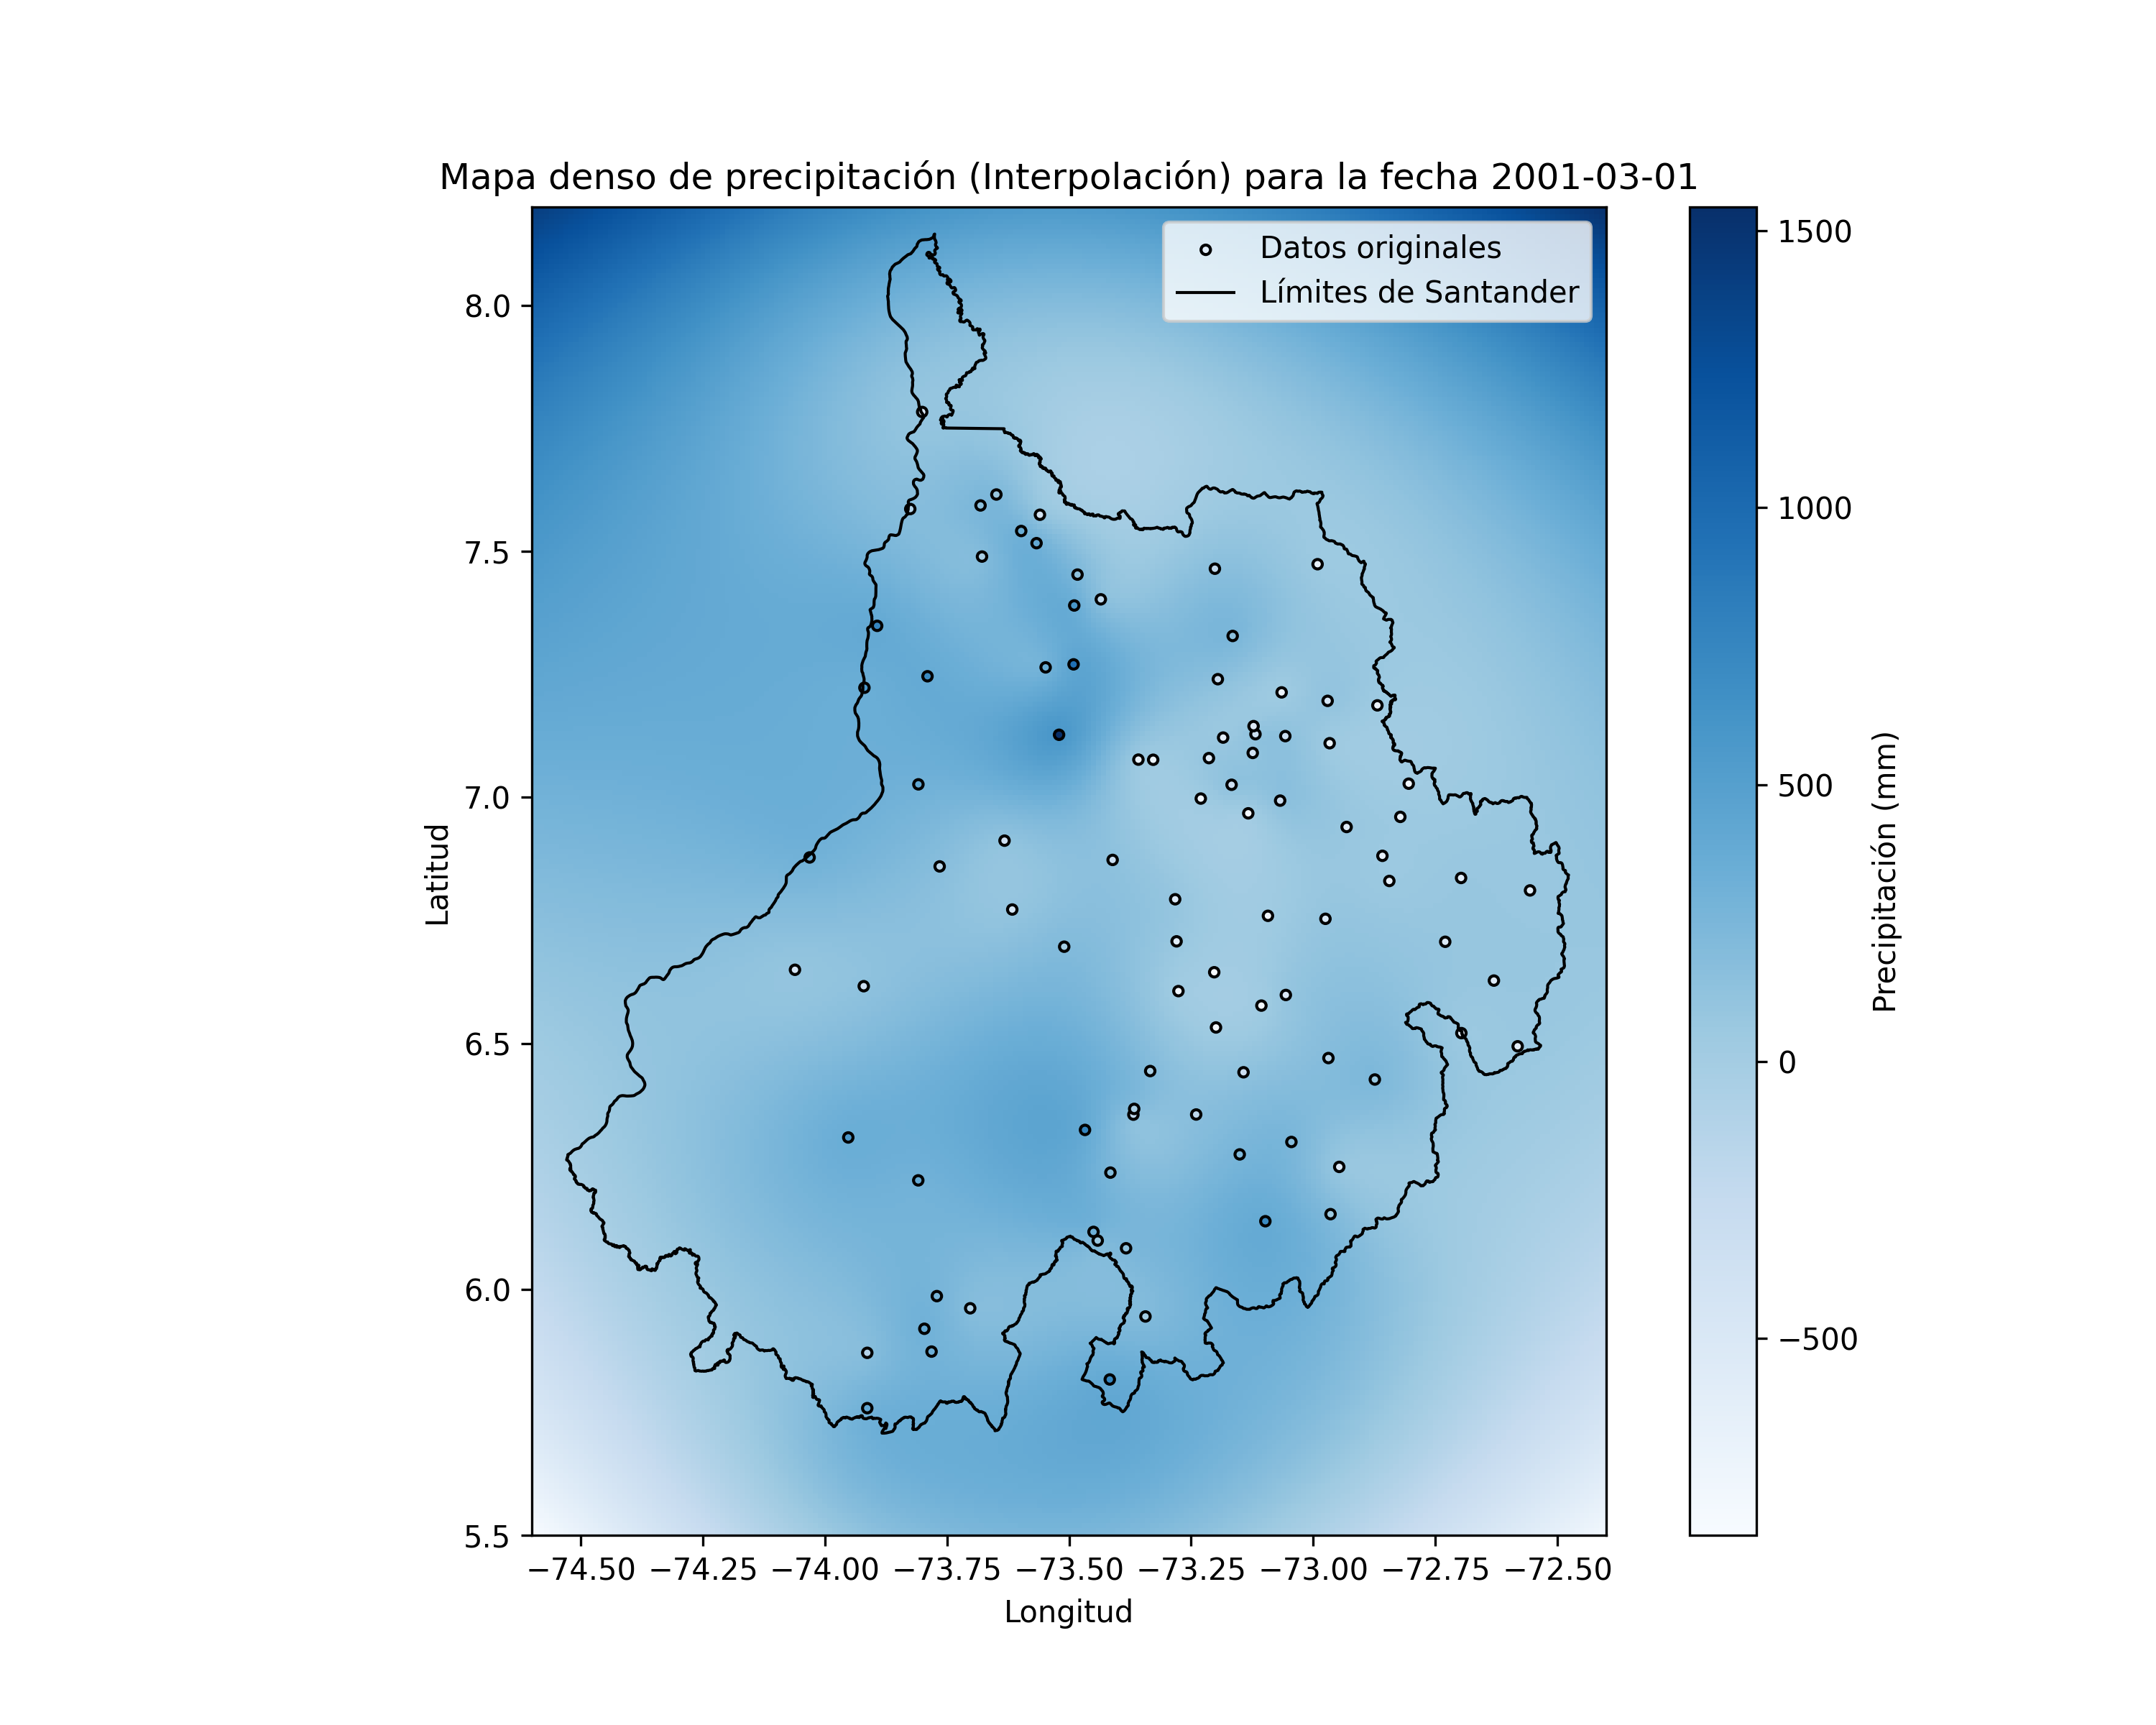 Mapa denso de precipitación (Interpolación) para la fecha 2001-03-01
Datos originales
Límites de Santander
8.0
7.5
7.0
6.5
6.0
5.5
Latitud
−74.50 −74.25 −74.00 −73.75 −73.50 −73.25 −73.00 −72.75 −72.50
Longitud
1500
1000
500
0
−500
Precipitación (mm)